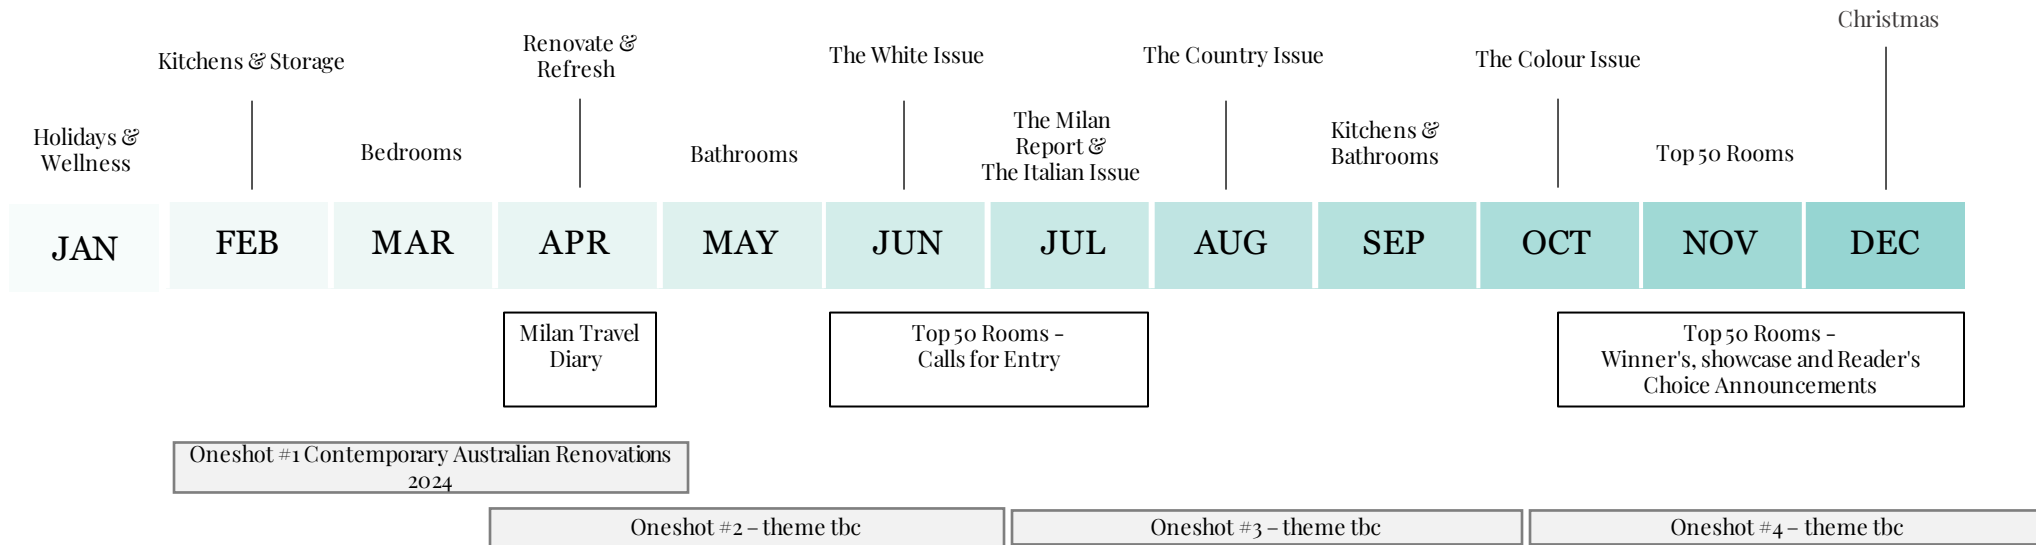 Christmas
Kitchens & Storage
Renovate &
Refresh
The White Issue
The Country Issue
The Colour Issue
Holidays &
Wellness
Bedrooms
Bathrooms
The Milan
Report &
The Italian Issue
Kitchens &
Bathrooms
Top 50 Rooms
JAN
FEB
MAR
APR
MAY
JUN
JUL
AUG
SEP
OCT
NOV
DEC
Milan Travel
Diary
Top 50 Rooms -
Calls for Entry
Top 50 Rooms -
Winner's, showcase and Reader's
Choice Announcements
Oneshot #1 Contemporary Australian Renovations
2024
Oneshot #2 – theme tbc
Oneshot #3 – theme tbc
Oneshot #4 – theme tbc